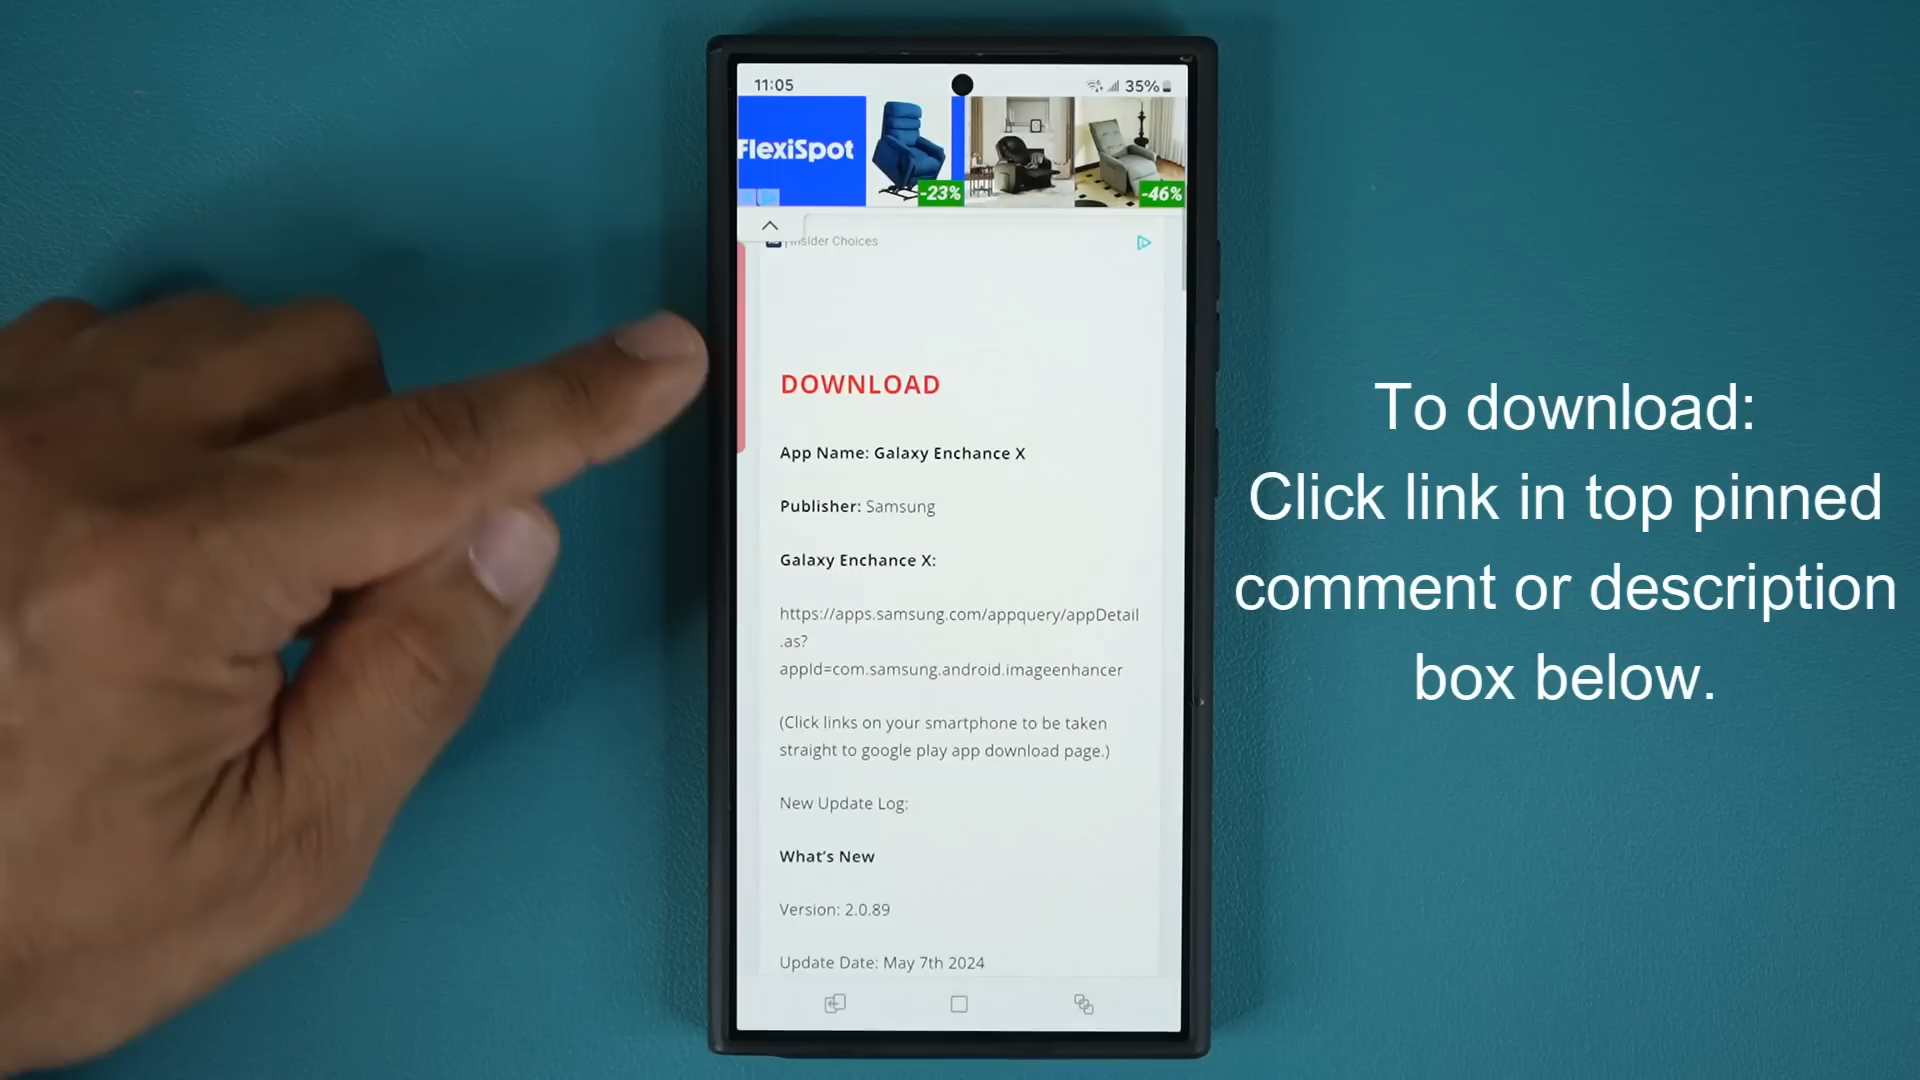 11:05
35%
FlexiSpot
-23%
-46%
Insider Choices
DOWNLOAD
App Name: Galaxy Enchance X
Publisher: Samsung
Galaxy Enchance X:
https://apps.samsung.com/appquery/appDetail
.as?
appId=com.samsung.android.imageenhancer
(Click links on your smartphone to be taken
straight to google play app download page.)
New Update Log:
What's New
Version: 2.0.89
Update Date: May 7th 2024
To download:
Click link in top pinned
comment or description
box below.